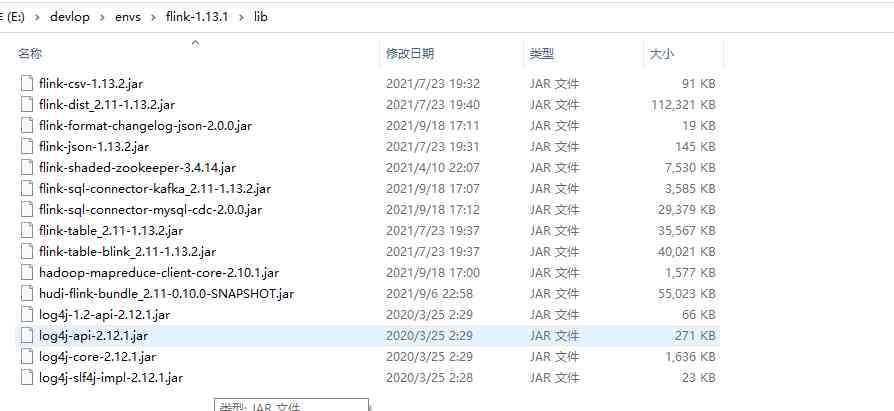 (E:) > devlop > envs > flink-1.13.1 > lib
名称 修改日期 类型 大小
flink-csv-1.13.2.jar 2021/7/23 19:32 JAR 文件 91 KB
flink-dist_2.11-1.13.2.jar 2021/7/23 19:40 JAR 文件 112,321 KB
flink-format-changelog-json-2.0.0.jar 2021/9/18 17:11 JAR 文件 19 KB
flink-json-1.13.2.jar 2021/7/23 19:31 JAR 文件 145 KB
flink-shaded-zookeeper-3.4.14.jar 2021/4/10 22:07 JAR 文件 7,530 KB
flink-sql-connector-kafka_2.11-1.13.2.jar 2021/9/18 17:07 JAR 文件 3,585 KB
flink-sql-connector-mysql-cdc-2.0.0.jar 2021/9/18 17:12 JAR 文件 29,379 KB
flink-table_2.11-1.13.2.jar 2021/7/23 19:37 JAR 文件 35,567 KB
flink-table-blink_2.11-1.13.2.jar 2021/7/23 19:37 JAR 文件 40,021 KB
hadoop-mapreduce-client-core-2.10.1.jar 2021/9/18 17:00 JAR 文件 1,577 KB
hudi-flink-bundle_2.11-0.10.0-SNAPSHOT.jar 2021/9/6 22:58 JAR 文件 55,023 KB
log4j-1.2-api-2.12.1.jar 2020/3/25 2:29 JAR 文件 66 KB
log4j-api-2.12.1.jar 2020/3/25 2:29 JAR 文件 271 KB
log4j-core-2.12.1.jar 2020/3/25 2:29 JAR 文件 1,636 KB
log4j-slf4j-impl-2.12.1.jar 2020/3/25 2:28 JAR 文件 23 KB
类型: JAR 文件